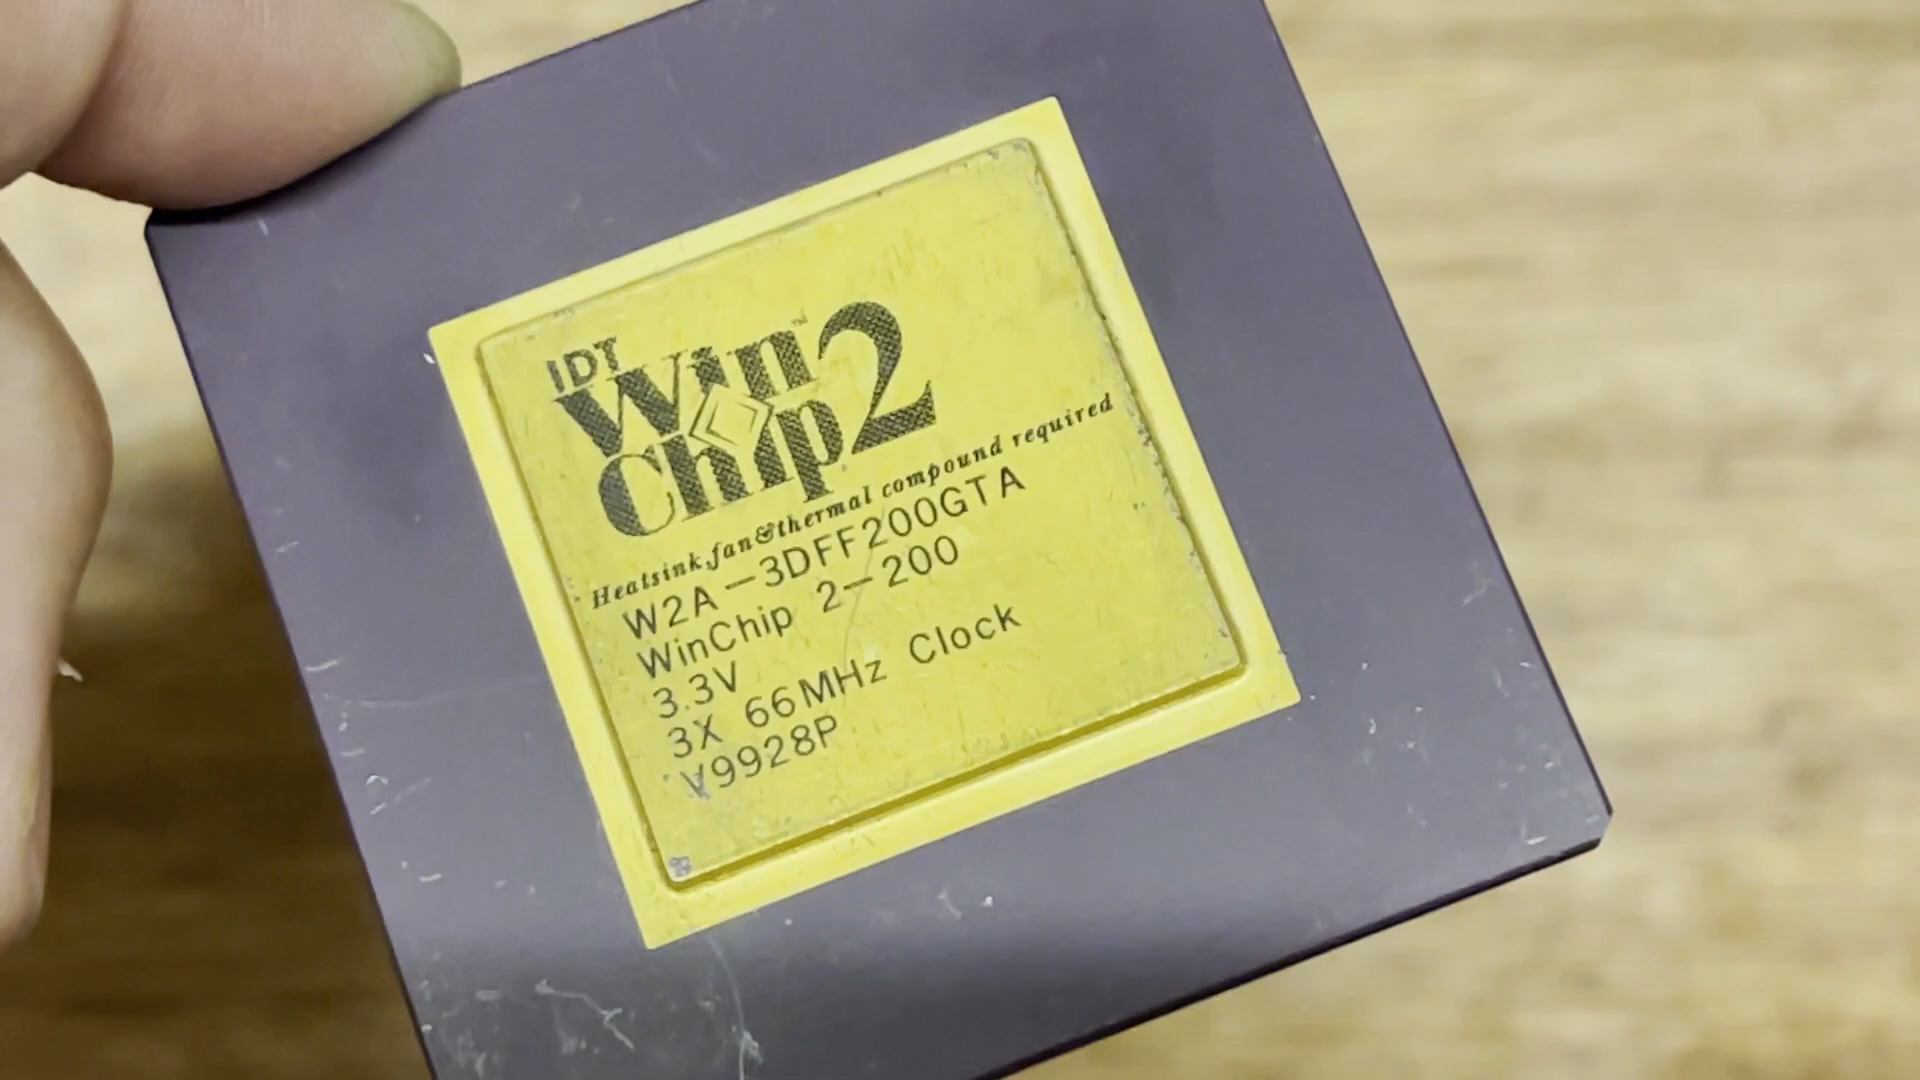 IDT
Win™
Chip 2
Heatsink, fan & thermal compound required
W2A-3DFF200GTA
WinChip 2-200
3.3V
3X 66MHz Clock
V9928P